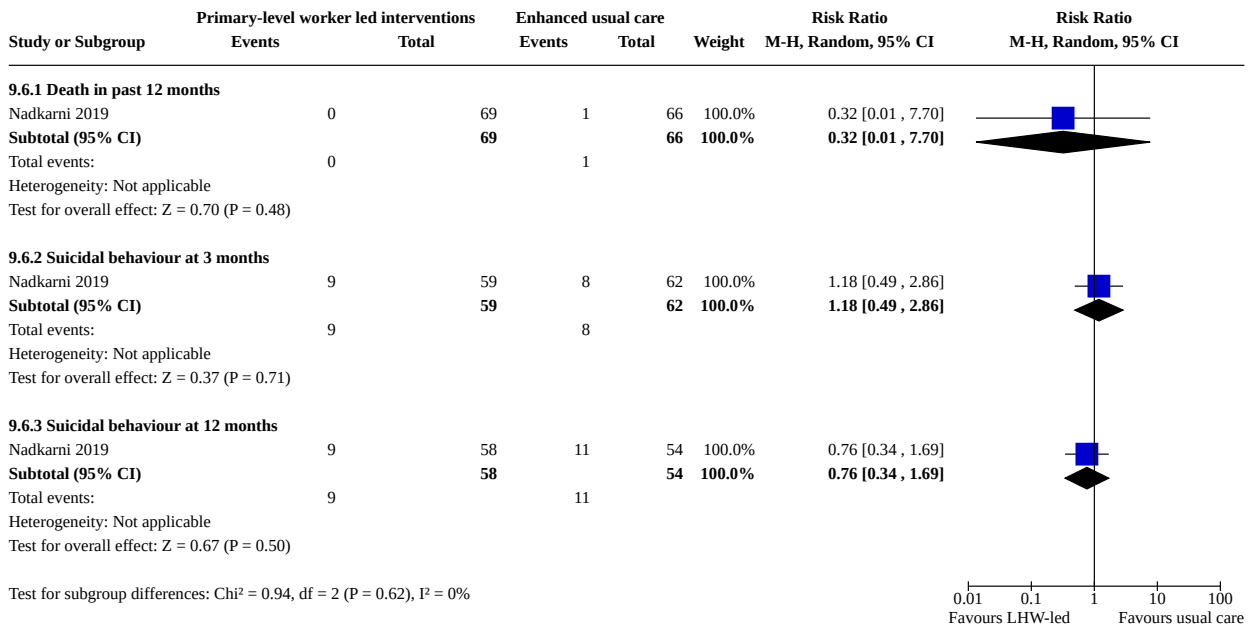 Primary-level worker led interventions Enhanced usual care Risk Ratio Risk Ratio
Study or Subgroup Events Total Events Total Weight M-H, Random, 95% CI M-H, Random, 95% CI
9.6.1 Death in past 12 months
Nadkarni 2019 0 69 1 66 100.0% 0.32 [0.01 , 7.70]
Subtotal (95% CI) 69 66 100.0% 0.32 [0.01 , 7.70]
Total events: 0 1
Heterogeneity: Not applicable
Test for overall effect: Z = 0.70 (P = 0.48)
9.6.2 Suicidal behaviour at 3 months
Nadkarni 2019 9 59 8 62 100.0% 1.18 [0.49 , 2.86]
Subtotal (95% CI) 59 62 100.0% 1.18 [0.49 , 2.86]
Total events: 9 8
Heterogeneity: Not applicable
Test for overall effect: Z = 0.37 (P = 0.71)
9.6.3 Suicidal behaviour at 12 months
Nadkarni 2019 9 58 11 54 100.0% 0.76 [0.34 , 1.69]
Subtotal (95% CI) 58 54 100.0% 0.76 [0.34 , 1.69]
Total events: 9 11
Heterogeneity: Not applicable
Test for overall effect: Z = 0.67 (P = 0.50)
Test for subgroup differences: Chi² = 0.94, df = 2 (P = 0.62), I² = 0%
0.01 0.1 1 10 100
Favours LHW-led Favours usual care